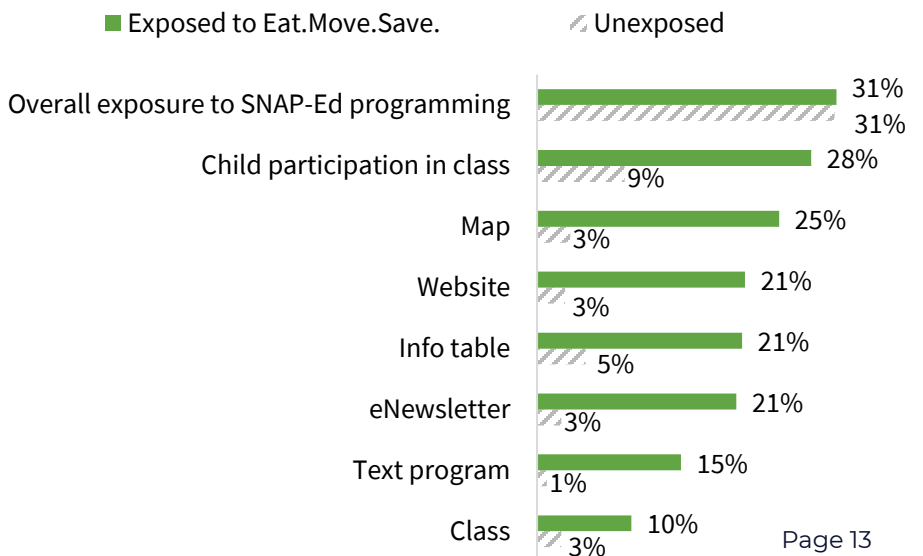 Exposed to Eat.Move.Save. Unexposed
Overall exposure to SNAP-Ed programming 31%
31%
Child participation in class 28%
9%
Map 25%
3%
Website 21%
3%
Info table 21%
5%
eNewsletter 21%
3%
Text program 15%
1%
Class 10%
3%
Page 13